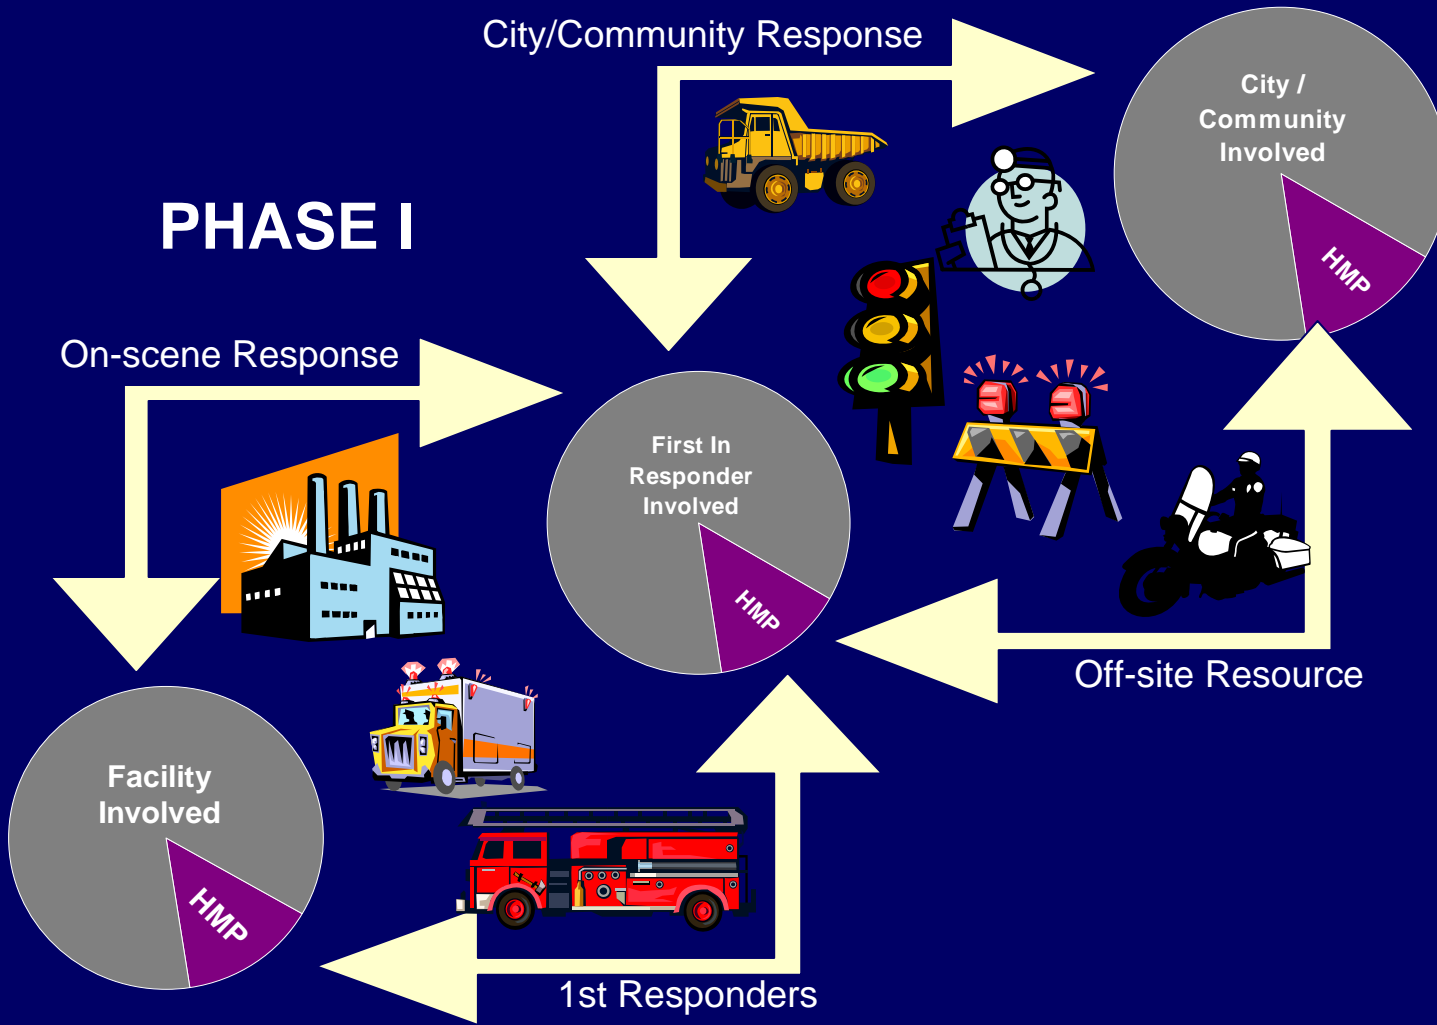 City/Community Response
City /
Community
Involved
HMP
PHASE I
On-scene Response
First In
Responder
Involved
HMP
Off-site Resource
Facility
Involved
HMP
1st Responders